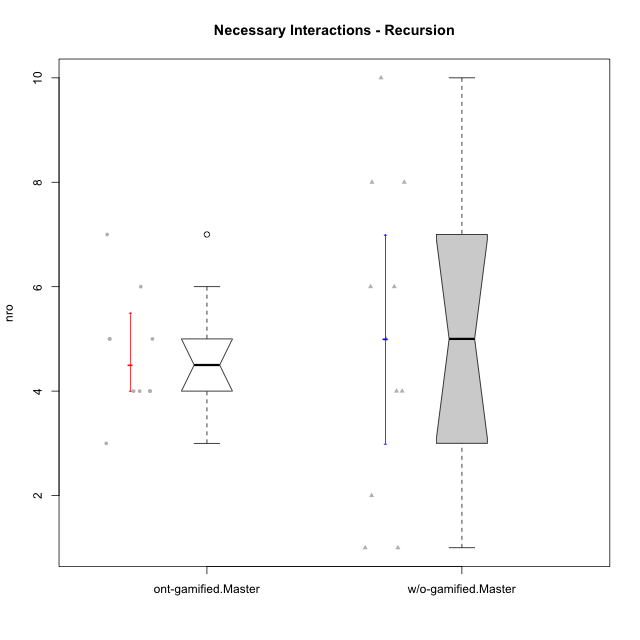 Necessary Interactions - Recursion
nro
10
8
6
4
2
ont-gamified.Master
w/o-gamified.Master